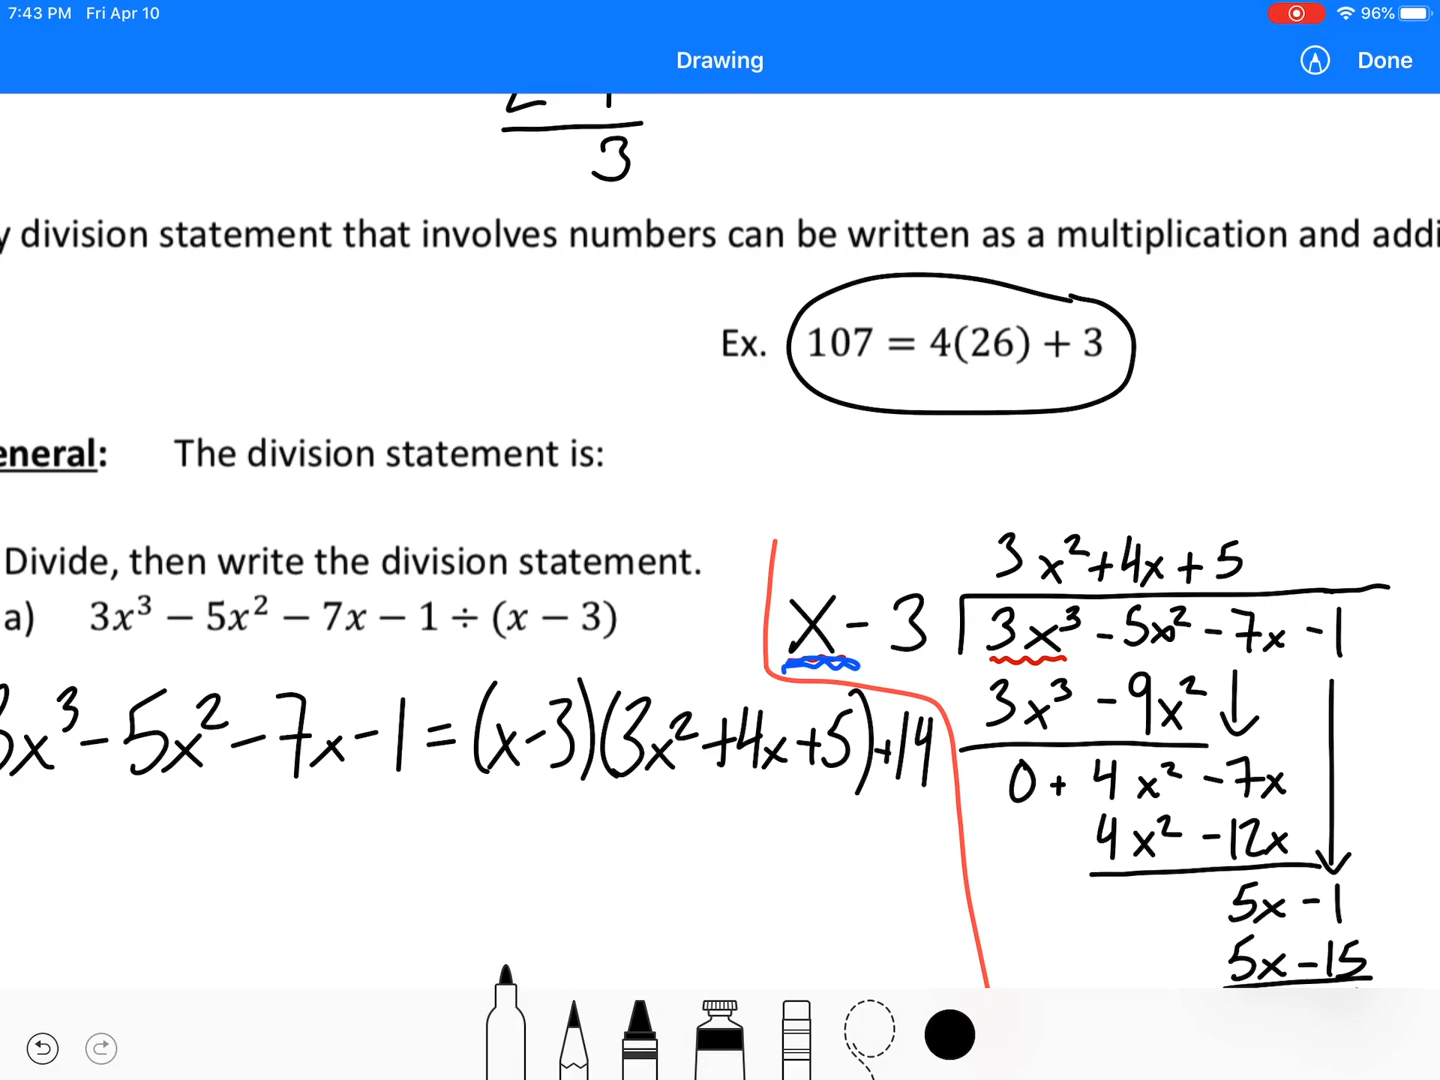 7:43 PM Fri Apr 10
96%
Drawing
Done
3
y division statement that involves numbers can be written as a multiplication and addi
Ex. 107 = 4(26) + 3
eneral: The division statement is:
Divide, then write the division statement.
a) 3x³ − 5x² − 7x − 1 ÷ (x − 3)
3x³ - 5x² - 7x - 1 = (x-3)(3x²+4x+5)+14
3x²+4x+5
x - 3 3x³ - 5x² - 7x - 1
3x³ - 9x² ↓
0 + 4x² - 7x
4x² - 12x
5x - 1
5x - 15